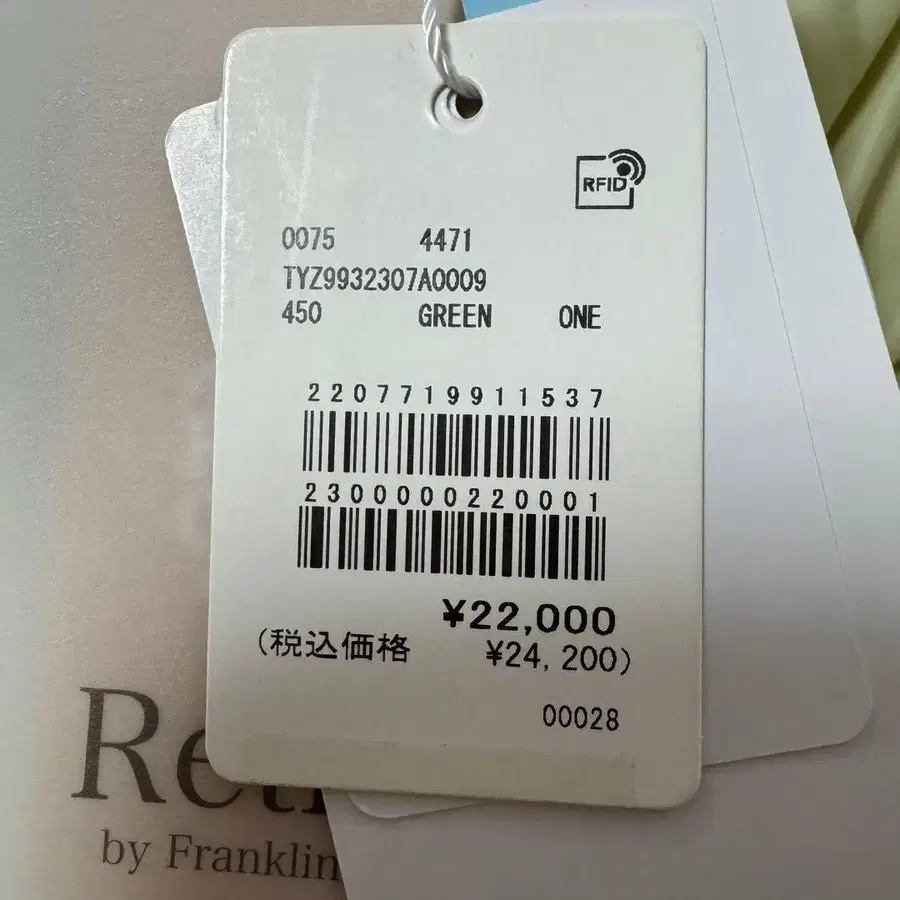 RFID
0075 4471
TYZ9932307A0009
450 GREEN ONE
2207719911537
2300000220001
¥22,000
(税込価格 ¥24,200)
00028
by Franklin